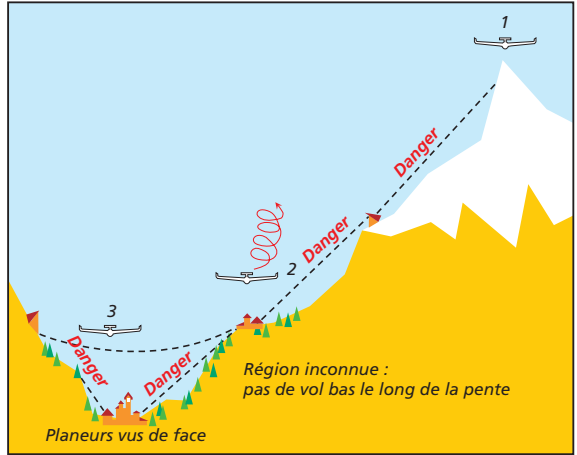 1
Danger
Danger
2
3
Danger
Danger
Région inconnue :
pas de vol bas le long de la pente
Planeurs vus de face